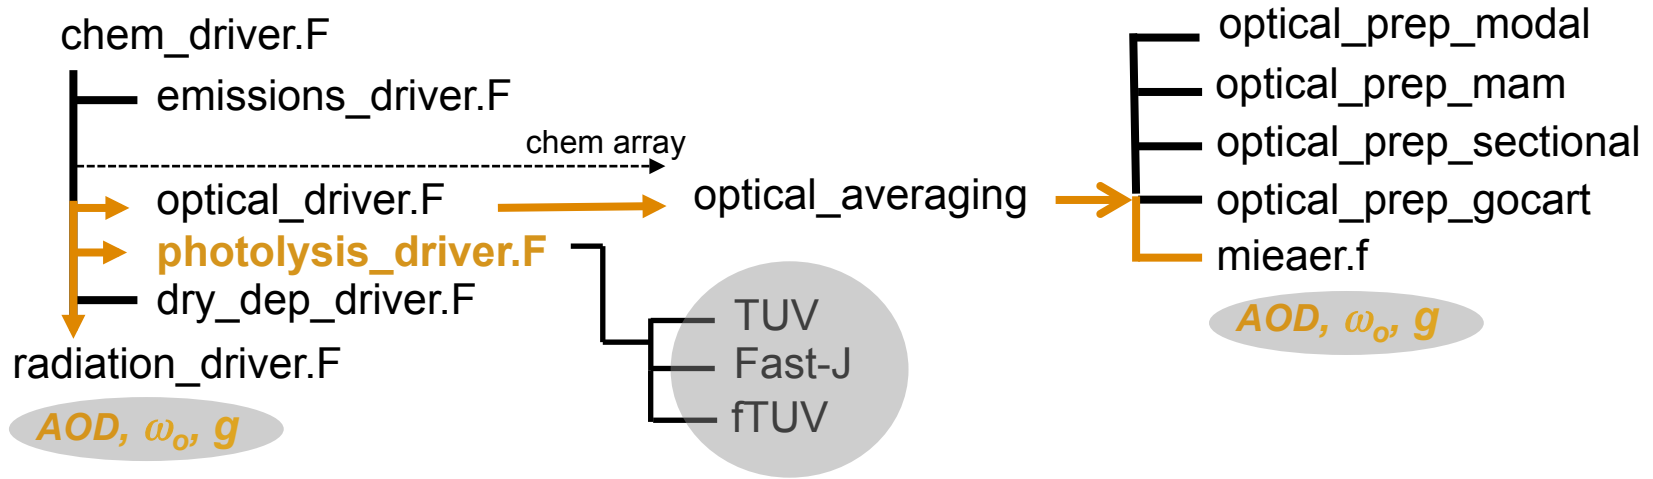 chem_driver.F
emissions_driver.F
chem array
optical_driver.F
photolysis_driver.F
dry_dep_driver.F
radiation_driver.F
AOD, ωo, g
TUV
Fast-J
fTUV
optical_averaging
optical_prep_modal
optical_prep_mam
optical_prep_sectional
optical_prep_gocart
mieaer.f
AOD, ωo, g